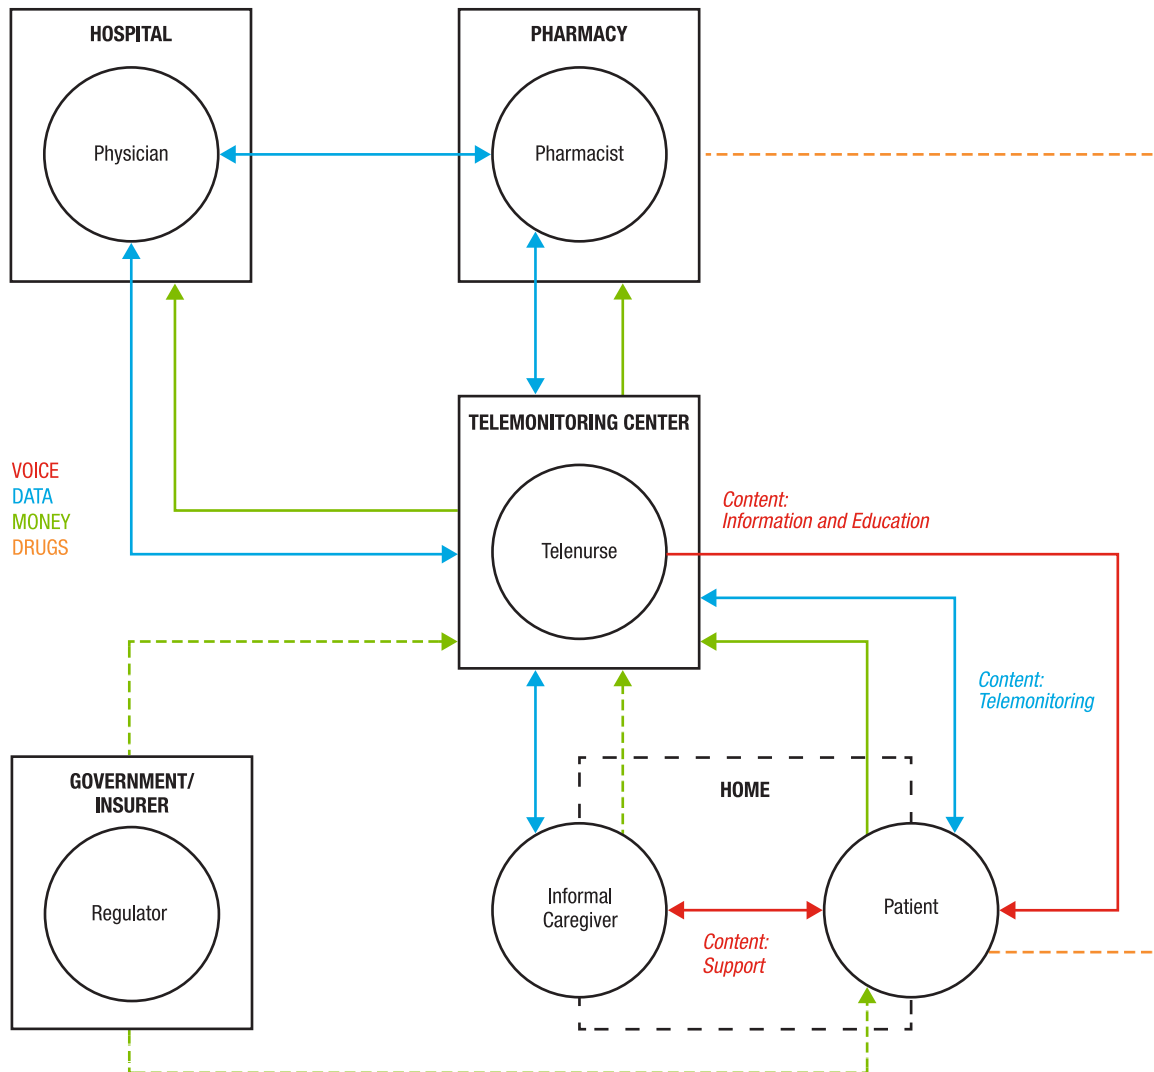 HOSPITAL
Physician
PHARMACY
Pharmacist
VOICE
DATA
MONEY
DRUGS
TELEMONITORING CENTER
Telenurse
Content:
Information and Education
Content:
Telemonitoring
GOVERNMENT/
INSURER
Regulator
HOME
Informal
Caregiver
Content:
Support
Patient